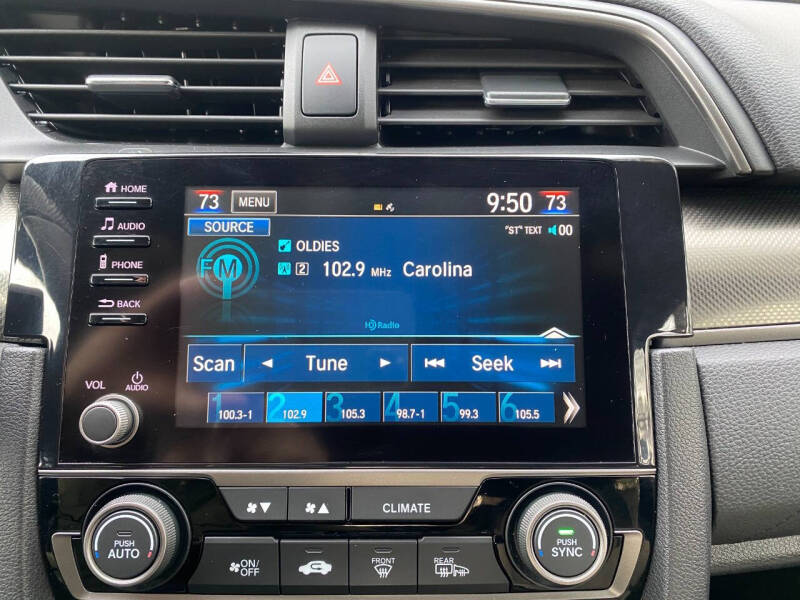 HOME
AUDIO
PHONE
BACK
VOL
AUDIO
73 MENU 9:50 73
SOURCE "ST" TEXT 00
OLDIES
FM
2 102.9 MHz Carolina
HD Radio
Scan Tune Seek
1 100.3-1 2 102.9 3 105.3 4 98.7-1 5 99.3 6 105.5
CLIMATE
PUSH AUTO
ON/OFF
FRONT
REAR
PUSH SYNC